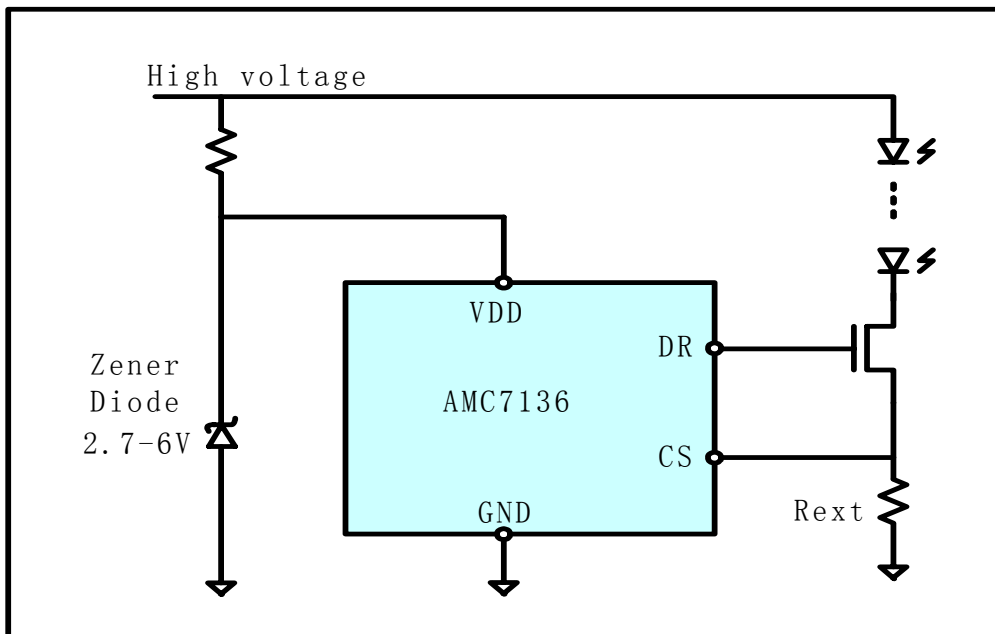 High voltage
VDD
DR
Zener
Diode
2.7-6V
AMC7136
CS
GND
Rext